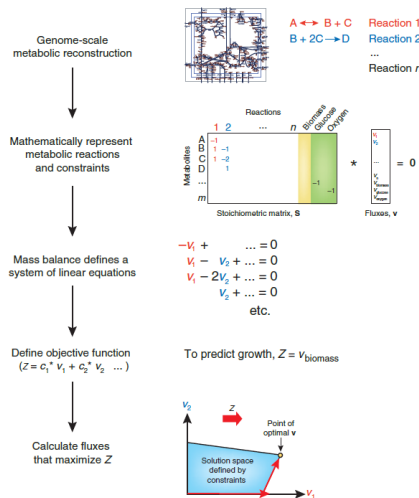 Genome-scale
metabolic reconstruction
A ↔ B + C Reaction 1
B + 2C → D Reaction 2
...
Reaction n
Mathematically represent
metabolic reactions
and constraints
Reactions
1 2 ... n Biomass Glucose Oxygen
Metabolites
A −1
B 1 −1
C 1 −2
D 1
... −1
m −1
Stoichiometric matrix, S
*
v₁
v₂
...
vₙ
v_biomass
v_glucose
v_oxygen
= 0
Fluxes, v
Mass balance defines a
system of linear equations
−v₁ + ... = 0
v₁ − v₂ + ... = 0
v₁ − 2v₂ + ... = 0
v₂ + ... = 0
etc.
Define objective function
(Z = c₁* v₁ + c₂* v₂ ... )
To predict growth, Z = v_biomass
Calculate fluxes
that maximize Z
v₂
Z
Point of
optimal v
Solution space
defined by
constraints
v₁